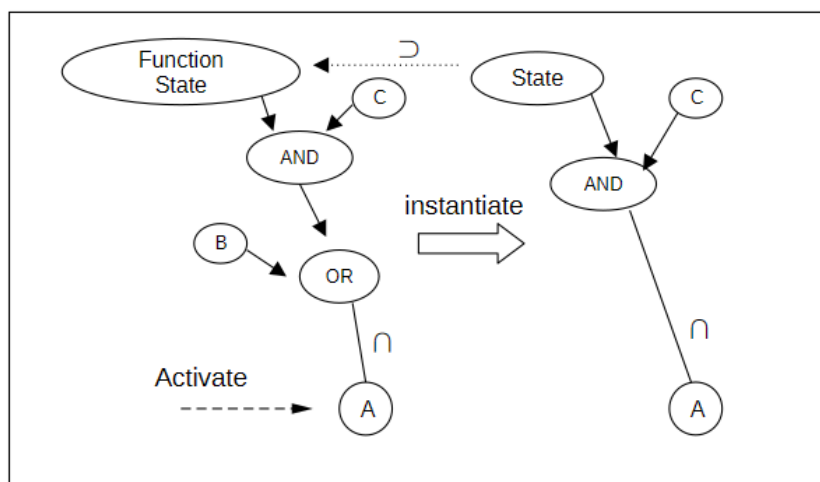 Function
State
⊃
State
C
C
AND
AND
instantiate
B
OR
∩
∩
Activate
A
A